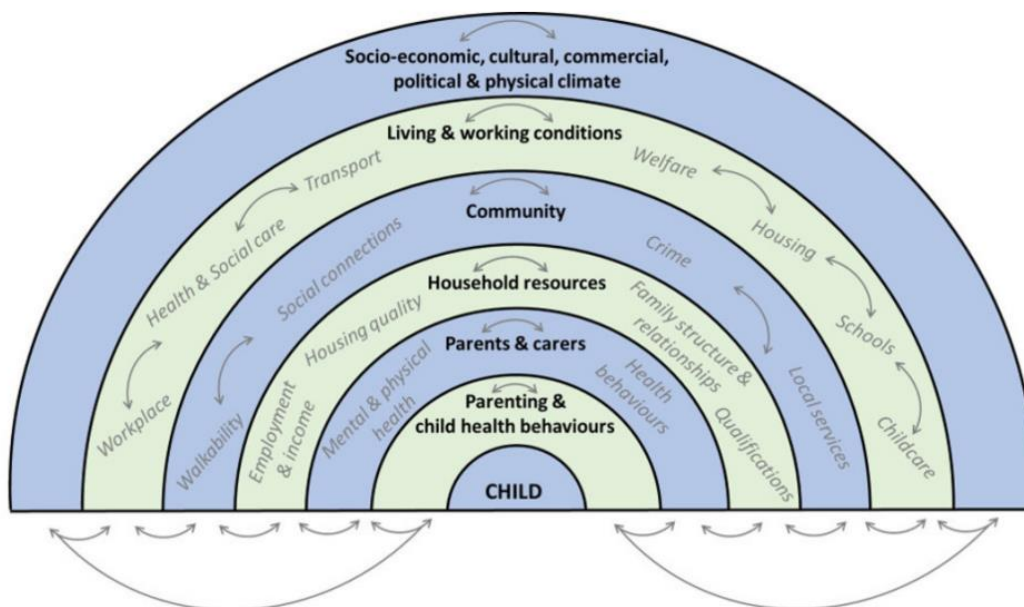 Socio-economic, cultural, commercial,
political & physical climate
Living & working conditions
Workplace
Health & Social care
Transport
Welfare
Housing
Schools
Childcare
Community
Walkability
Social connections
Crime
Local services
Household resources
Employment
& income
Housing quality
Family structure &
relationships
Qualifications
Parents & carers
Mental & physical
health
Health
behaviours
Parenting &
child health behaviours
CHILD